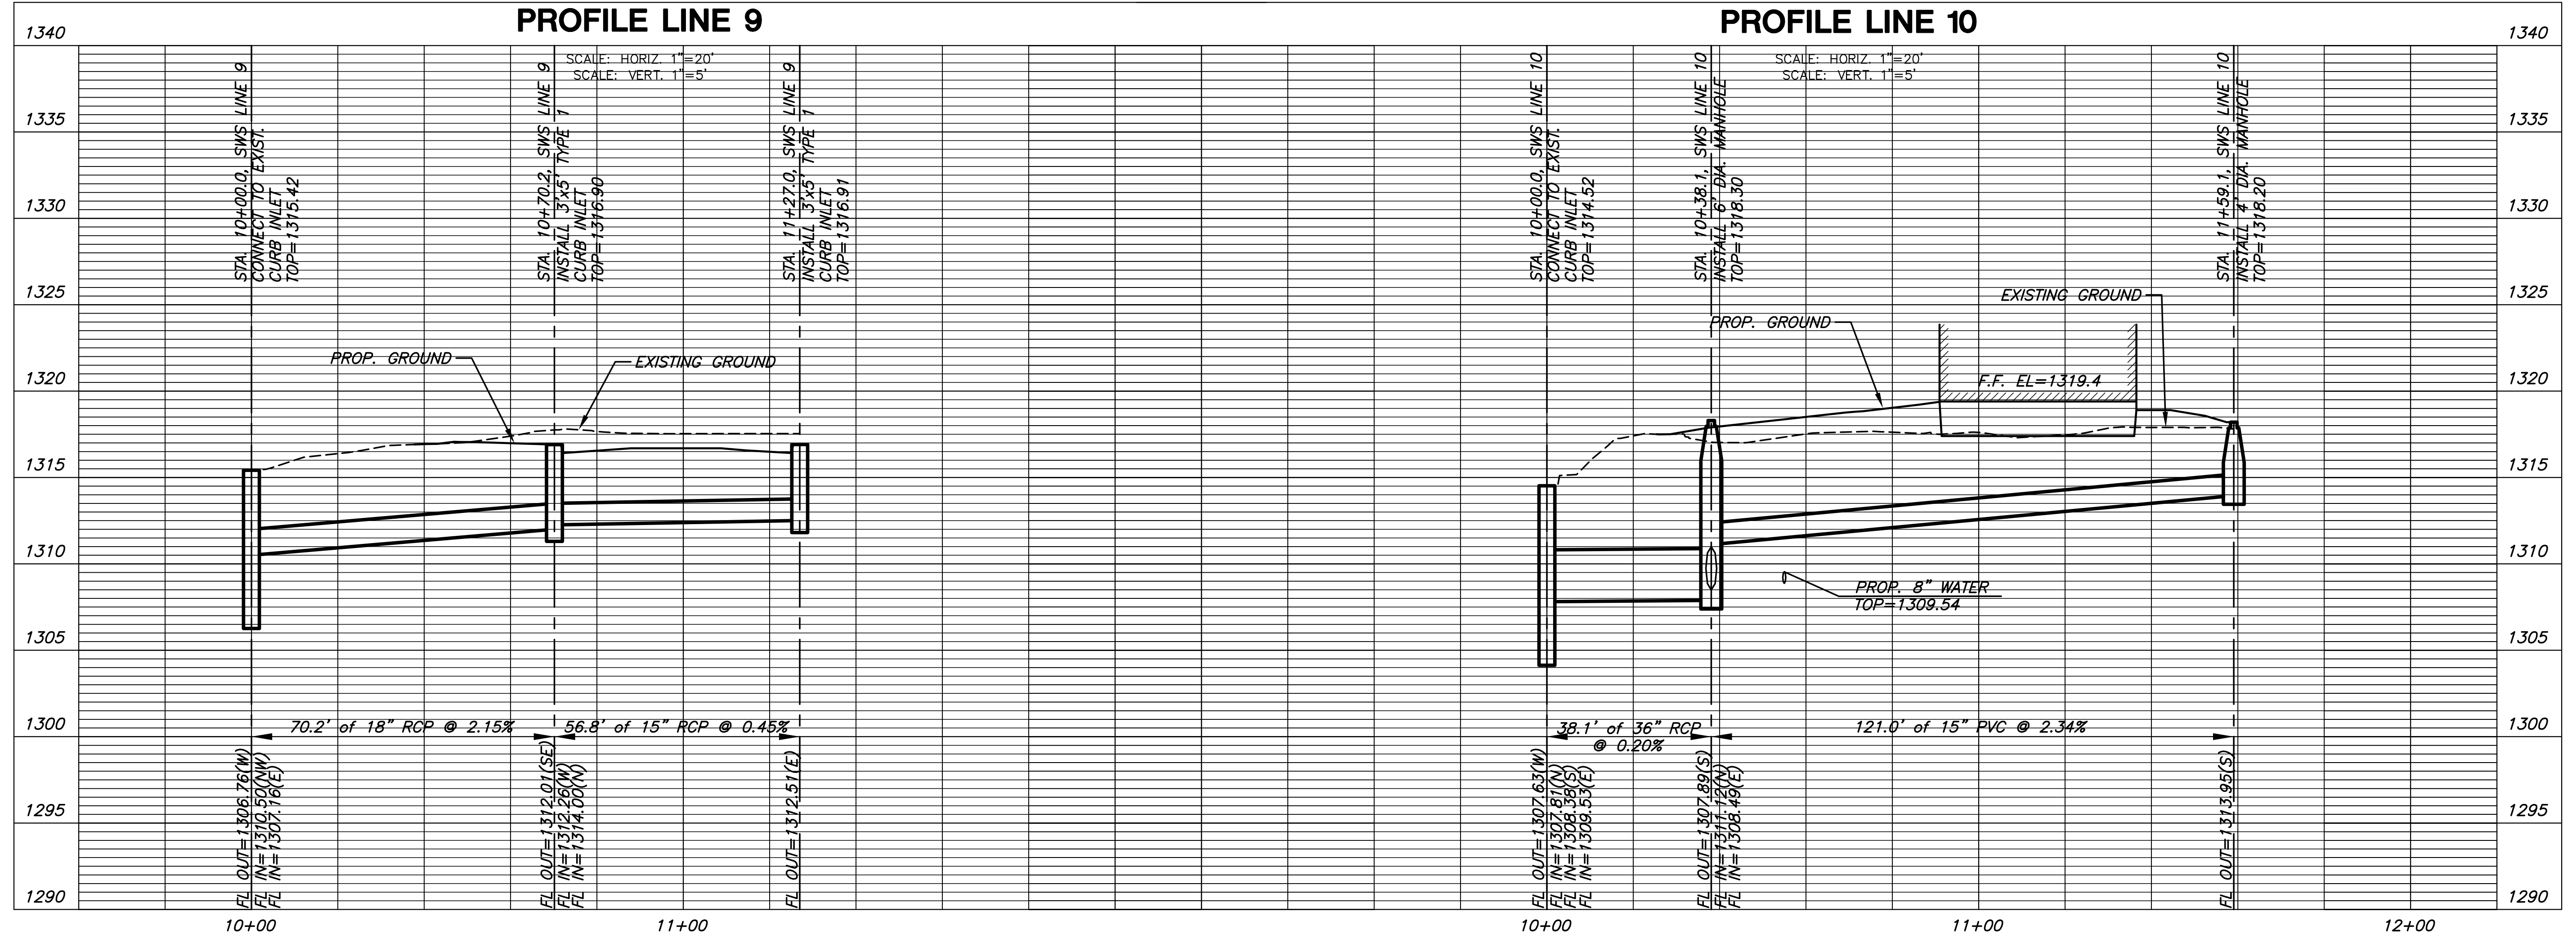 PROFILE LINE 9
SCALE: HORIZ. 1"=20'
SCALE: VERT. 1"=5'
1340
1335
1330
1325
1320
1315
1310
1305
1300
1295
1290
STA. 10+00.0, SWS LINE 9
CONNECT TO EXIST.
CURB INLET
TOP=1315.42
STA. 10+70.2, SWS LINE 9
INSTALL 3'x5' TYPE 1
CURB INLET
TOP=1316.90
STA. 11+27.0, SWS LINE 9
INSTALL 3'x5' TYPE 1
CURB INLET
TOP=1316.91
PROP. GROUND
EXISTING GROUND
70.2' of 18" RCP @ 2.15%
56.8' of 15" RCP @ 0.45%
FL OUT=1306.76(W)
FL IN=1310.50(NW)
FL IN=1307.16(E)
FL OUT=1312.01(SE)
FL IN=1312.26(W)
FL IN=1314.00(N)
FL OUT=1312.51(E)
10+00
11+00
PROFILE LINE 10
SCALE: HORIZ. 1"=20'
SCALE: VERT. 1"=5'
STA. 10+00.0, SWS LINE 10
CONNECT TO EXIST.
CURB INLET
TOP=1314.52
STA. 10+38.1, SWS LINE 10
INSTALL 6' DIA. MANHOLE
TOP=1318.30
STA. 11+59.1, SWS LINE 10
INSTALL 4' DIA. MANHOLE
TOP=1318.20
EXISTING GROUND
PROP. GROUND
F.F. EL=1319.4
PROP. 8" WATER
TOP=1309.54
38.1' of 36" RCP
@ 0.20%
121.0' of 15" PVC @ 2.34%
FL OUT=1307.63(W)
FL IN=1307.81(N)
FL IN=1308.38(S)
FL IN=1309.53(E)
FL OUT=1307.89(S)
FL IN=1311.12(N)
FL IN=1308.49(E)
FL OUT=1313.95(S)
10+00
11+00
12+00
1340
1335
1330
1325
1320
1315
1310
1305
1300
1295
1290